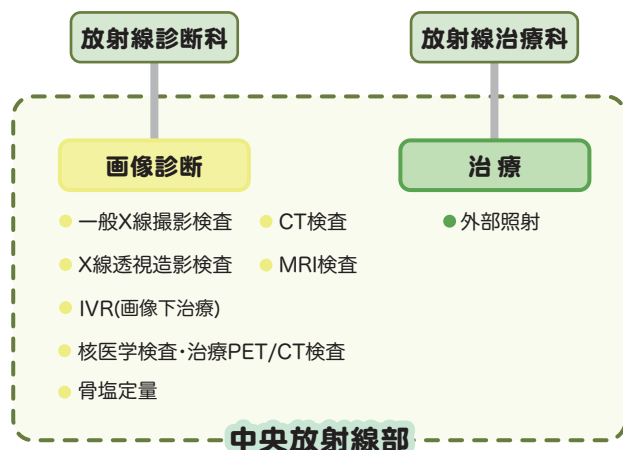 放射線診断科
放射線治療科
画像診断
治療
一般X線撮影検査
CT検査
X線透視造影検査
MRI検査
IVR(画像下治療)
核医学検査・治療PET/CT検査
骨塩定量
外部照射
中央放射線部